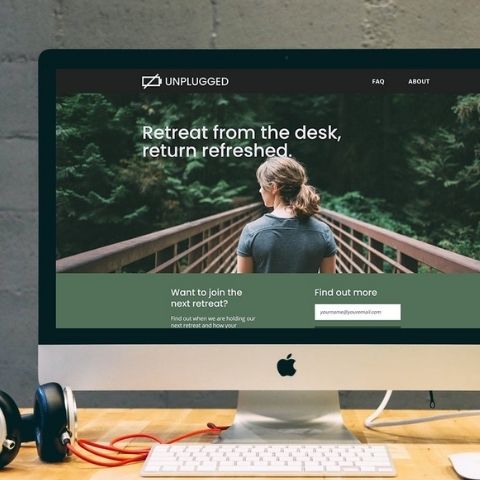 UNPLUGGED
FAQ
ABOUT
Retreat from the desk,
return refreshed.
Want to join the
next retreat?
Find out when we are holding our
next retreat and how your
Find out more
yourname@youremail.com